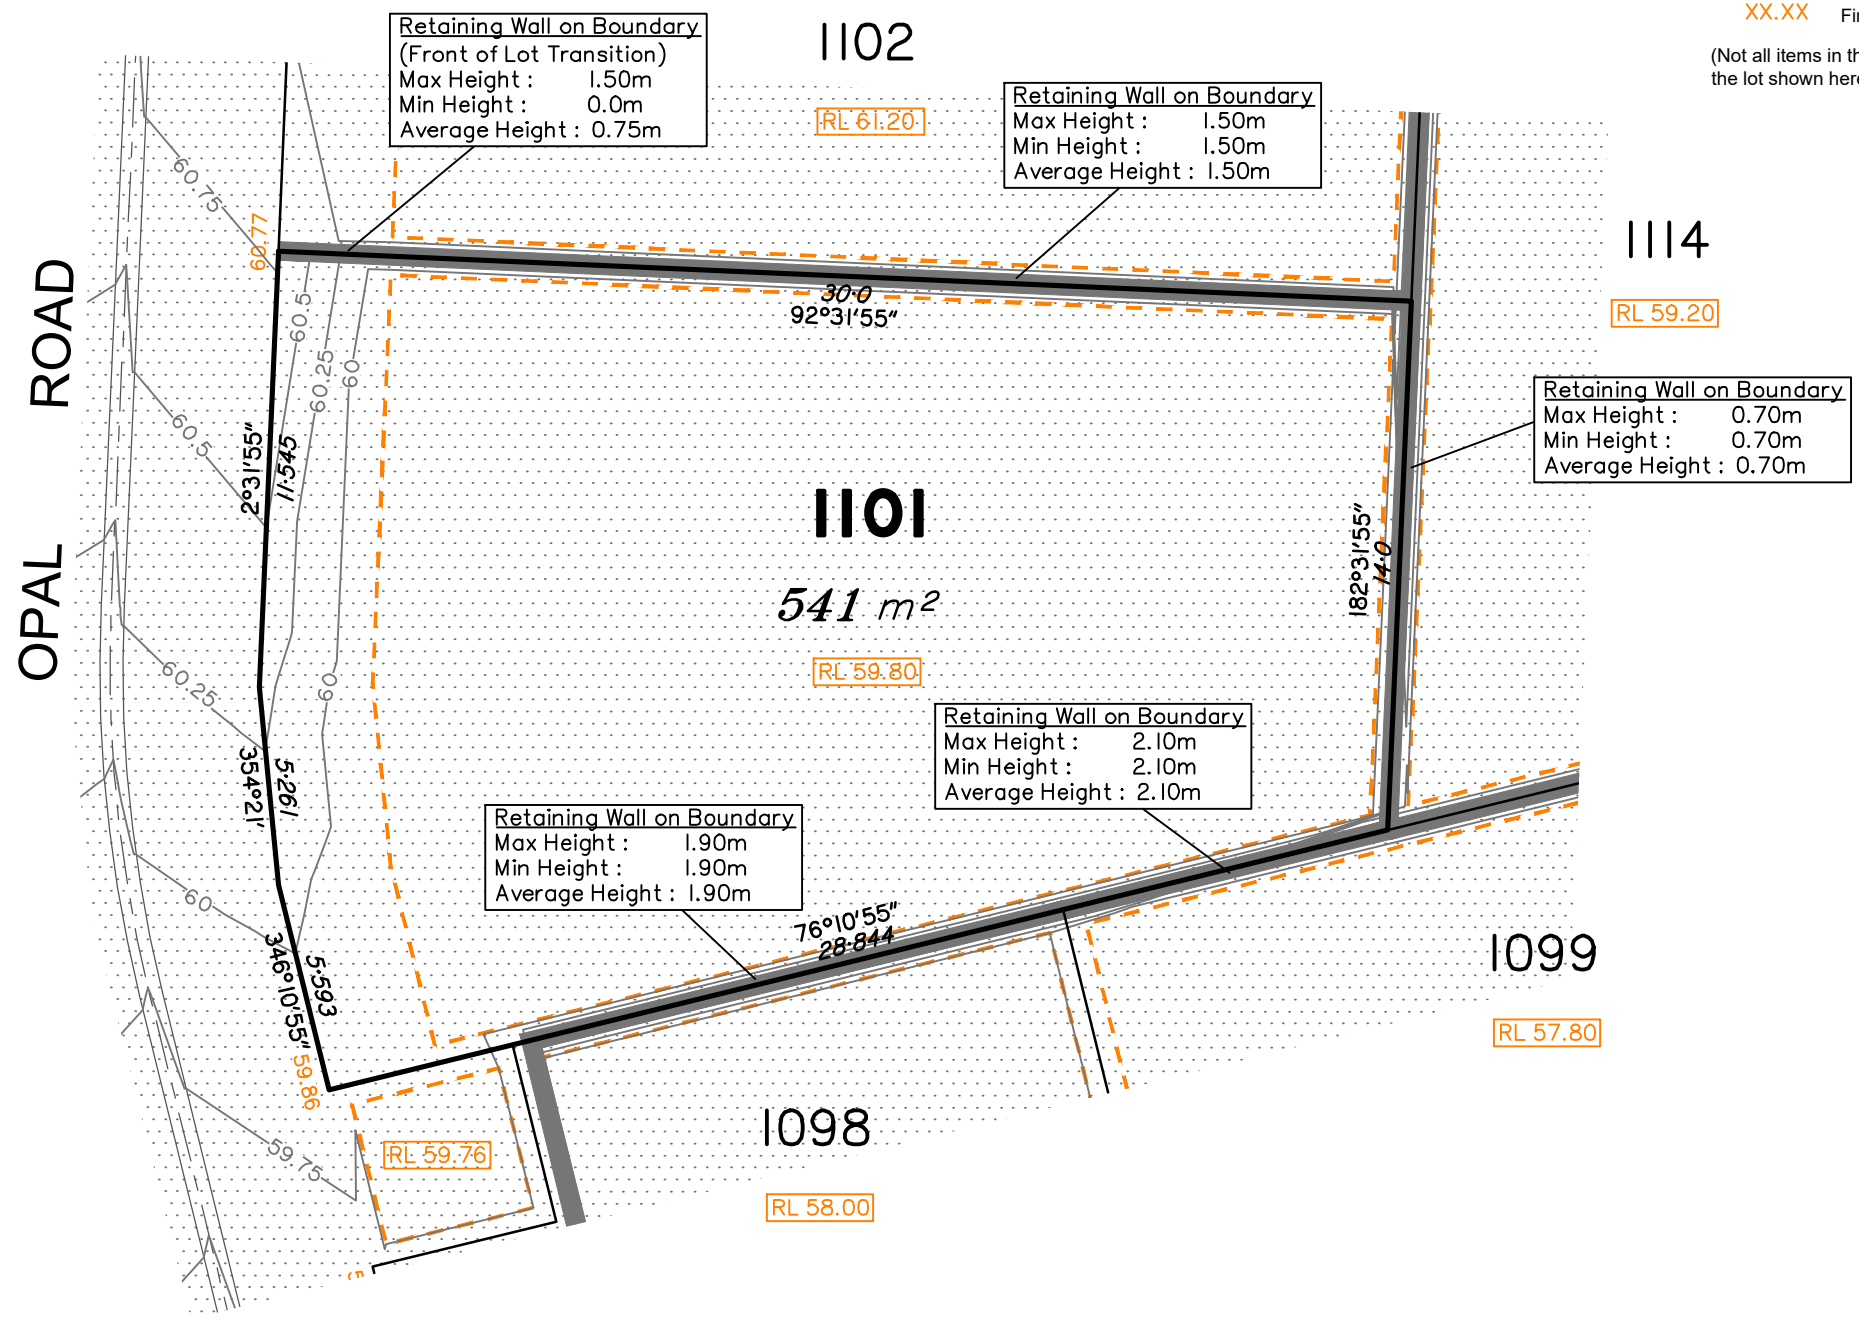 XX.XX Fi
(Not all items in th
the lot shown here
Retaining Wall on Boundary
(Front of Lot Transition)
Max Height : 1.50m
Min Height : 0.0m
Average Height : 0.75m
1102
RL 61.20
Retaining Wall on Boundary
Max Height : 1.50m
Min Height : 1.50m
Average Height : 1.50m
1114
RL 59.20
60.75
60.77
OPAL ROAD
60.5
60.25
60
30·0
92°31'55"
Retaining Wall on Boundary
Max Height : 0.70m
Min Height : 0.70m
Average Height : 0.70m
60.5
2°31'55"
11·545
1101
541 m²
RL 59.80
182°31'55"
14·0
60.25
60
354°21'
5·261
Retaining Wall on Boundary
Max Height : 2.10m
Min Height : 2.10m
Average Height : 2.10m
Retaining Wall on Boundary
Max Height : 1.90m
Min Height : 1.90m
Average Height : 1.90m
60
76°10'55"
28·844
346°10'55"
5·593
59.86
1099
RL 57.80
1098
RL 58.00
RL 59.76
59.75